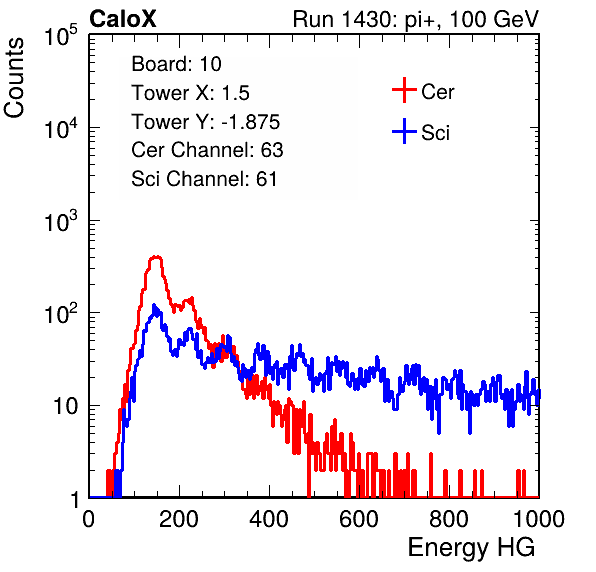 CaloX Run 1430: pi+, 100 GeV
Counts
Board: 10
Tower X: 1.5
Tower Y: -1.875
Cer Channel: 63
Sci Channel: 61
Cer
Sci
10^5
10^4
10^3
10^2
10
1
0 200 400 600 800 1000
Energy HG